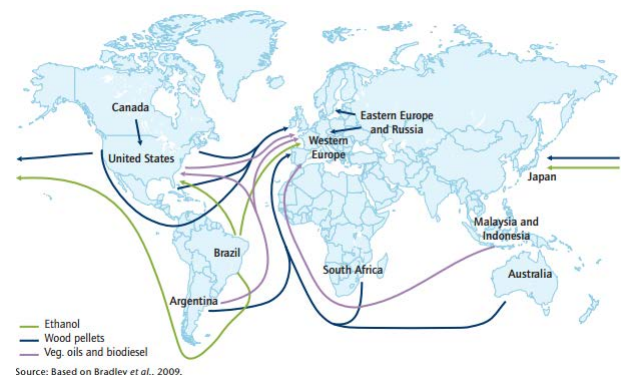 Canada
United States
Eastern Europe
and Russia
Western
Europe
Japan
Malaysia and
Indonesia
Brazil
South Africa
Australia
Argentina
Ethanol
Wood pellets
Veg. oils and biodiesel
Source: Based on Bradley et al., 2009.